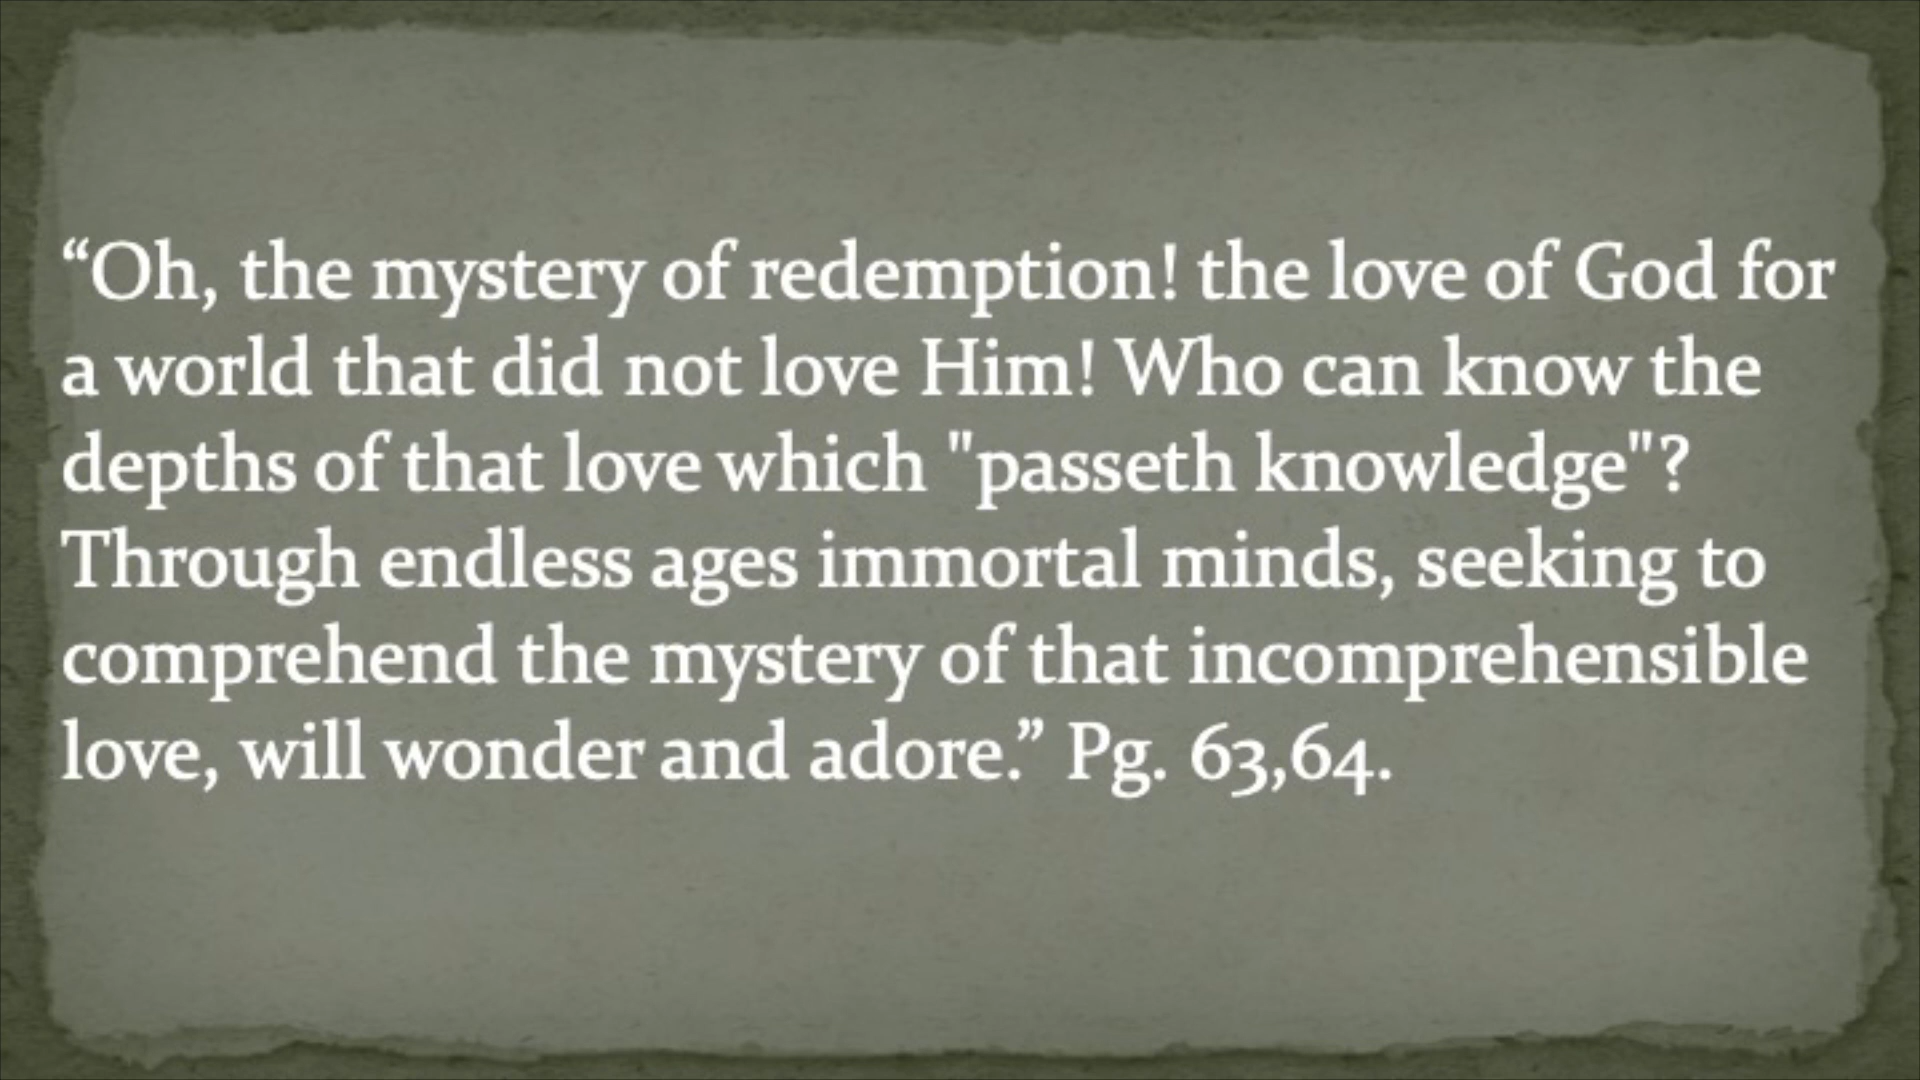 “Oh, the mystery of redemption! the love of God for
a world that did not love Him! Who can know the
depths of that love which "passeth knowledge"?
Through endless ages immortal minds, seeking to
comprehend the mystery of that incomprehensible
love, will wonder and adore.” Pg. 63,64.